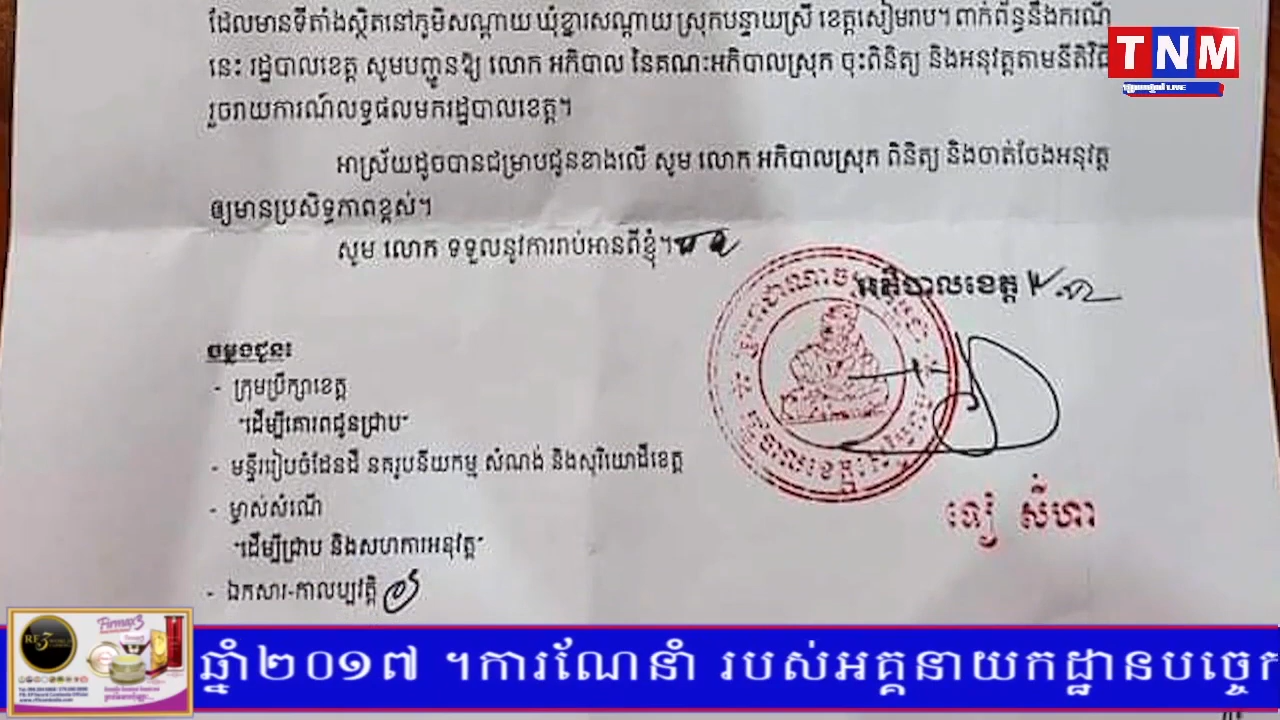 ដែលមានទីតាំងស្ថិតនៅភូមិសណ្ដាយ ឃុំខ្នារសណ្ដាយ ស្រុកបន្ទាយស្រី ខេត្តសៀមរាប។ ពាក់ព័ន្ធនឹងករណី
នេះ រដ្ឋបាលខេត្ត សូមបញ្ជូនឱ្យ លោក អភិបាល នៃគណៈអភិបាលស្រុក ចុះពិនិត្យ និងអនុវត្តតាមនីតិវិធី
រួចរាយការណ៍លទ្ធផលមករដ្ឋបាលខេត្ត។
អាស្រ័យដូចបានជម្រាបជូនខាងលើ សូម លោក អភិបាលស្រុក ពិនិត្យ និងចាត់ចែងអនុវត្ត
ឲ្យមានប្រសិទ្ធភាពខ្ពស់។
សូម លោក ទទួលនូវការរាប់អានពីខ្ញុំ។
អភិបាលខេត្ត
ចម្លងជូន៖
- ក្រុមប្រឹក្សាខេត្ត
"ដើម្បីគោរពជូនជ្រាប"
- មន្ទីររៀបចំដែនដី នគរូបនីយកម្ម សំណង់ និងសុរិយោដីខេត្ត
- ម្ចាស់សំណើ
"ដើម្បីជ្រាប និងសហការអនុវត្ត"
- ឯកសារ-កាលប្បវត្តិ
ទៀ សីហា
TNM
LIVE
RF3 WORLD
Firmax3
ឆ្នាំ២០១៧ ។ការណែនាំ របស់អគ្គនាយកដ្ឋានបច្ចេក